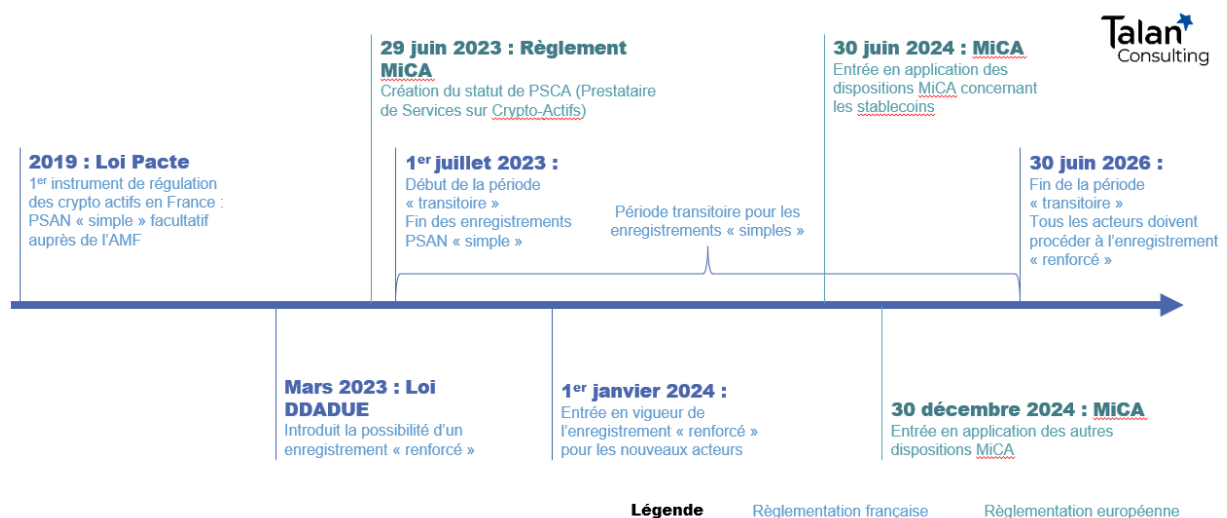 Talan
Consulting
29 juin 2023 : Règlement
MiCA
Création du statut de PSCA (Prestataire
de Services sur Crypto-Actifs)
30 juin 2024 : MiCA
Entrée en application des
dispositions MiCA concernant
les stablecoins
2019 : Loi Pacte
1er instrument de régulation
des crypto actifs en France :
PSAN « simple » facultatif
auprès de l'AMF
1er juillet 2023 :
Début de la période
« transitoire »
Fin des enregistrements
PSAN « simple »
Période transitoire pour les
enregistrements « simples »
30 juin 2026 :
Fin de la période
« transitoire »
Tous les acteurs doivent
procéder à l'enregistrement
« renforcé »
Mars 2023 : Loi
DDADUE
Introduit la possibilité d'un
enregistrement « renforcé »
1er janvier 2024 :
Entrée en vigueur de
l'enregistrement « renforcé »
pour les nouveaux acteurs
30 décembre 2024 : MiCA
Entrée en application des autres
dispositions MiCA
Légende
Règlementation française
Règlementation européenne